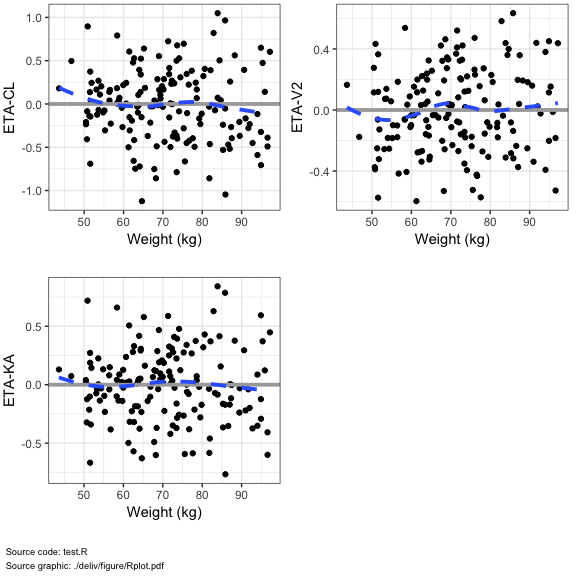 1.0
0.5
0.0
-0.5
-1.0
ETA-CL
50 60 70 80 90
Weight (kg)
0.4
0.0
-0.4
ETA-V2
50 60 70 80 90
Weight (kg)
0.5
0.0
-0.5
ETA-KA
50 60 70 80 90
Weight (kg)
Source code: test.R
Source graphic: ./deliv/figure/Rplot.pdf